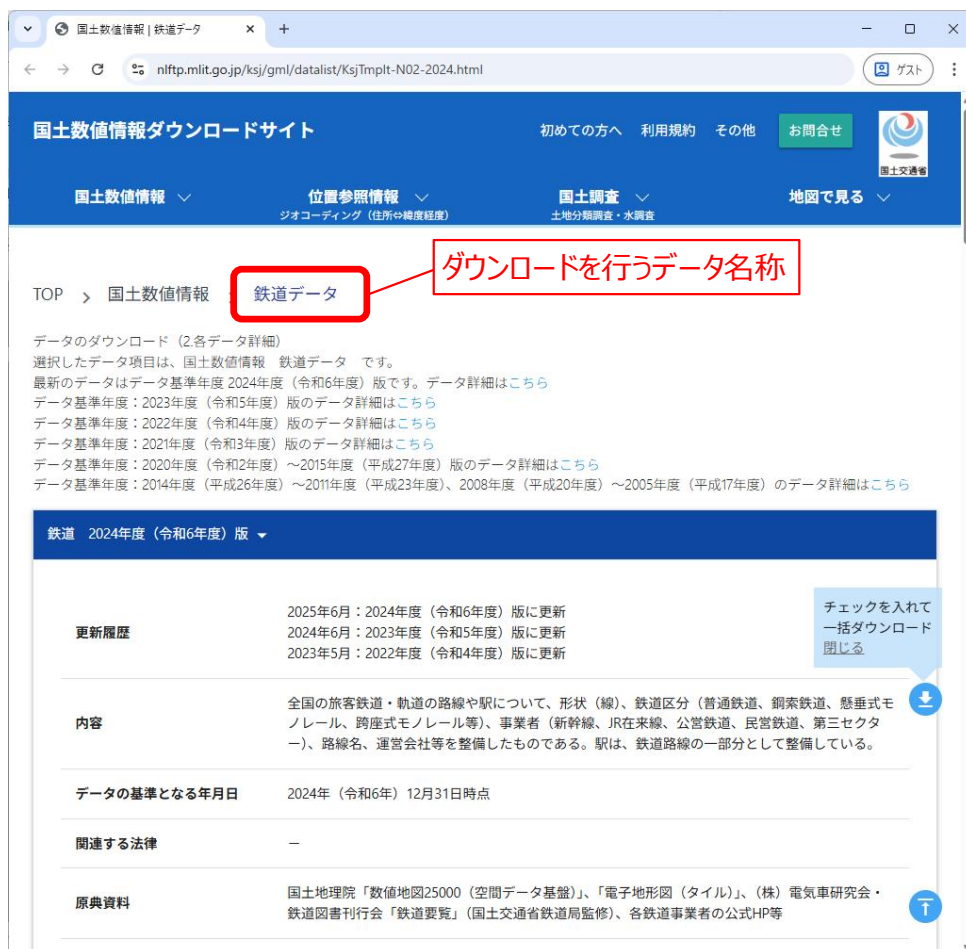 国土数値情報 | 鉄道データ
nlftp.mlit.go.jp/ksj/gml/datalist/KsjTmplt-N02-2024.html
ゲスト
国土数値情報ダウンロードサイト
初めての方へ 利用規約 その他 お問合せ
国土交通省
国土数値情報 位置参照情報 国土調査 地図で見る
ジオコーディング（住所⇔緯度経度） 土地分類調査・水調査
ダウンロードを行うデータ名称
TOP > 国土数値情報 鉄道データ
データのダウンロード（2.各データ詳細）
選択したデータ項目は、国土数値情報　鉄道データ　です。
最新のデータはデータ基準年度 2024年度（令和6年度）版です。データ詳細はこちら
データ基準年度：2023年度（令和5年度）版のデータ詳細はこちら
データ基準年度：2022年度（令和4年度）版のデータ詳細はこちら
データ基準年度：2021年度（令和3年度）版のデータ詳細はこちら
データ基準年度：2020年度（令和2年度）～2015年度（平成27年度）版のデータ詳細はこちら
データ基準年度：2014年度（平成26年度）～2011年度（平成23年度）、2008年度（平成20年度）～2005年度（平成17年度）のデータ詳細はこちら
鉄道　2024年度（令和6年度）版
チェックを入れて
一括ダウンロード
閉じる
更新履歴
2025年6月：2024年度（令和6年度）版に更新
2024年6月：2023年度（令和5年度）版に更新
2023年5月：2022年度（令和4年度）版に更新
内容
全国の旅客鉄道・軌道の路線や駅について、形状（線）、鉄道区分（普通鉄道、鋼索鉄道、懸垂式モ
ノレール、跨座式モノレール等）、事業者（新幹線、JR在来線、公営鉄道、民営鉄道、第三セクタ
ー）、路線名、運営会社等を整備したものである。駅は、鉄道路線の一部分として整備している。
データの基準となる年月日 2024年（令和6年）12月31日時点
関連する法律 －
原典資料
国土地理院「数値地図25000（空間データ基盤）」、「電子地形図（タイル）」、（株）電気車研究会・
鉄道図書刊行会「鉄道要覧」（国土交通省鉄道局監修）、各鉄道事業者の公式HP等